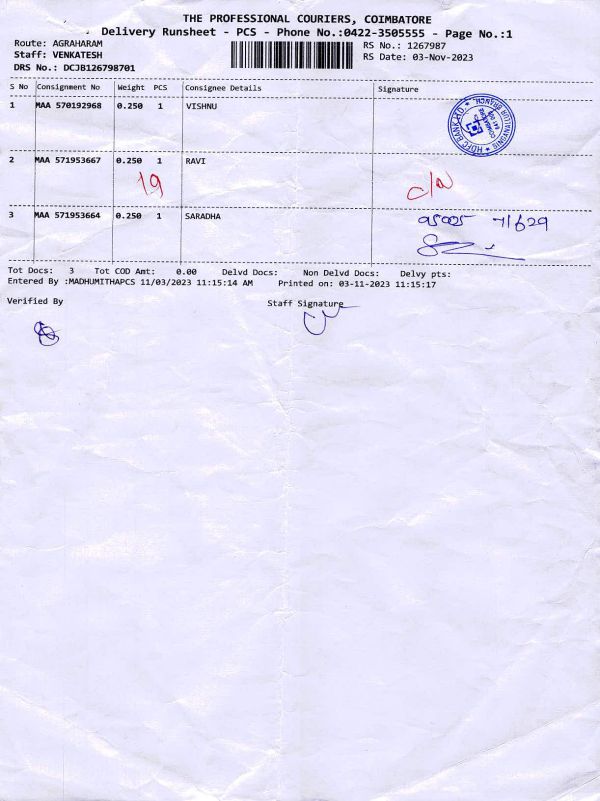 THE PROFESSIONAL COURIERS, COIMBATORE
Delivery Runsheet - PCS - Phone No.:0422-3505555 - Page No.:1
Route: AGRAHARAM
Staff: VENKATESH
DRS No.: DCJB126798701
RS No.: 1267987
RS Date: 03-Nov-2023
S No Consignment No Weight PCS Consignee Details Signature
1 MAA 570192968 0.250 1 VISHNU
HDFC BANK LTD. SINGANALLUR BRANCH
2 MAA 571953667 0.250 1 RAVI
19
3 MAA 571953664 0.250 1 SARADHA
95005 71629
Tot Docs: 3 Tot COD Amt: 0.00 Delvd Docs: Non Delvd Docs: Delvy pts:
Entered By :MADHUMITHAPCS 11/03/2023 11:15:14 AM Printed on: 03-11-2023 11:15:17
Verified By Staff Signature